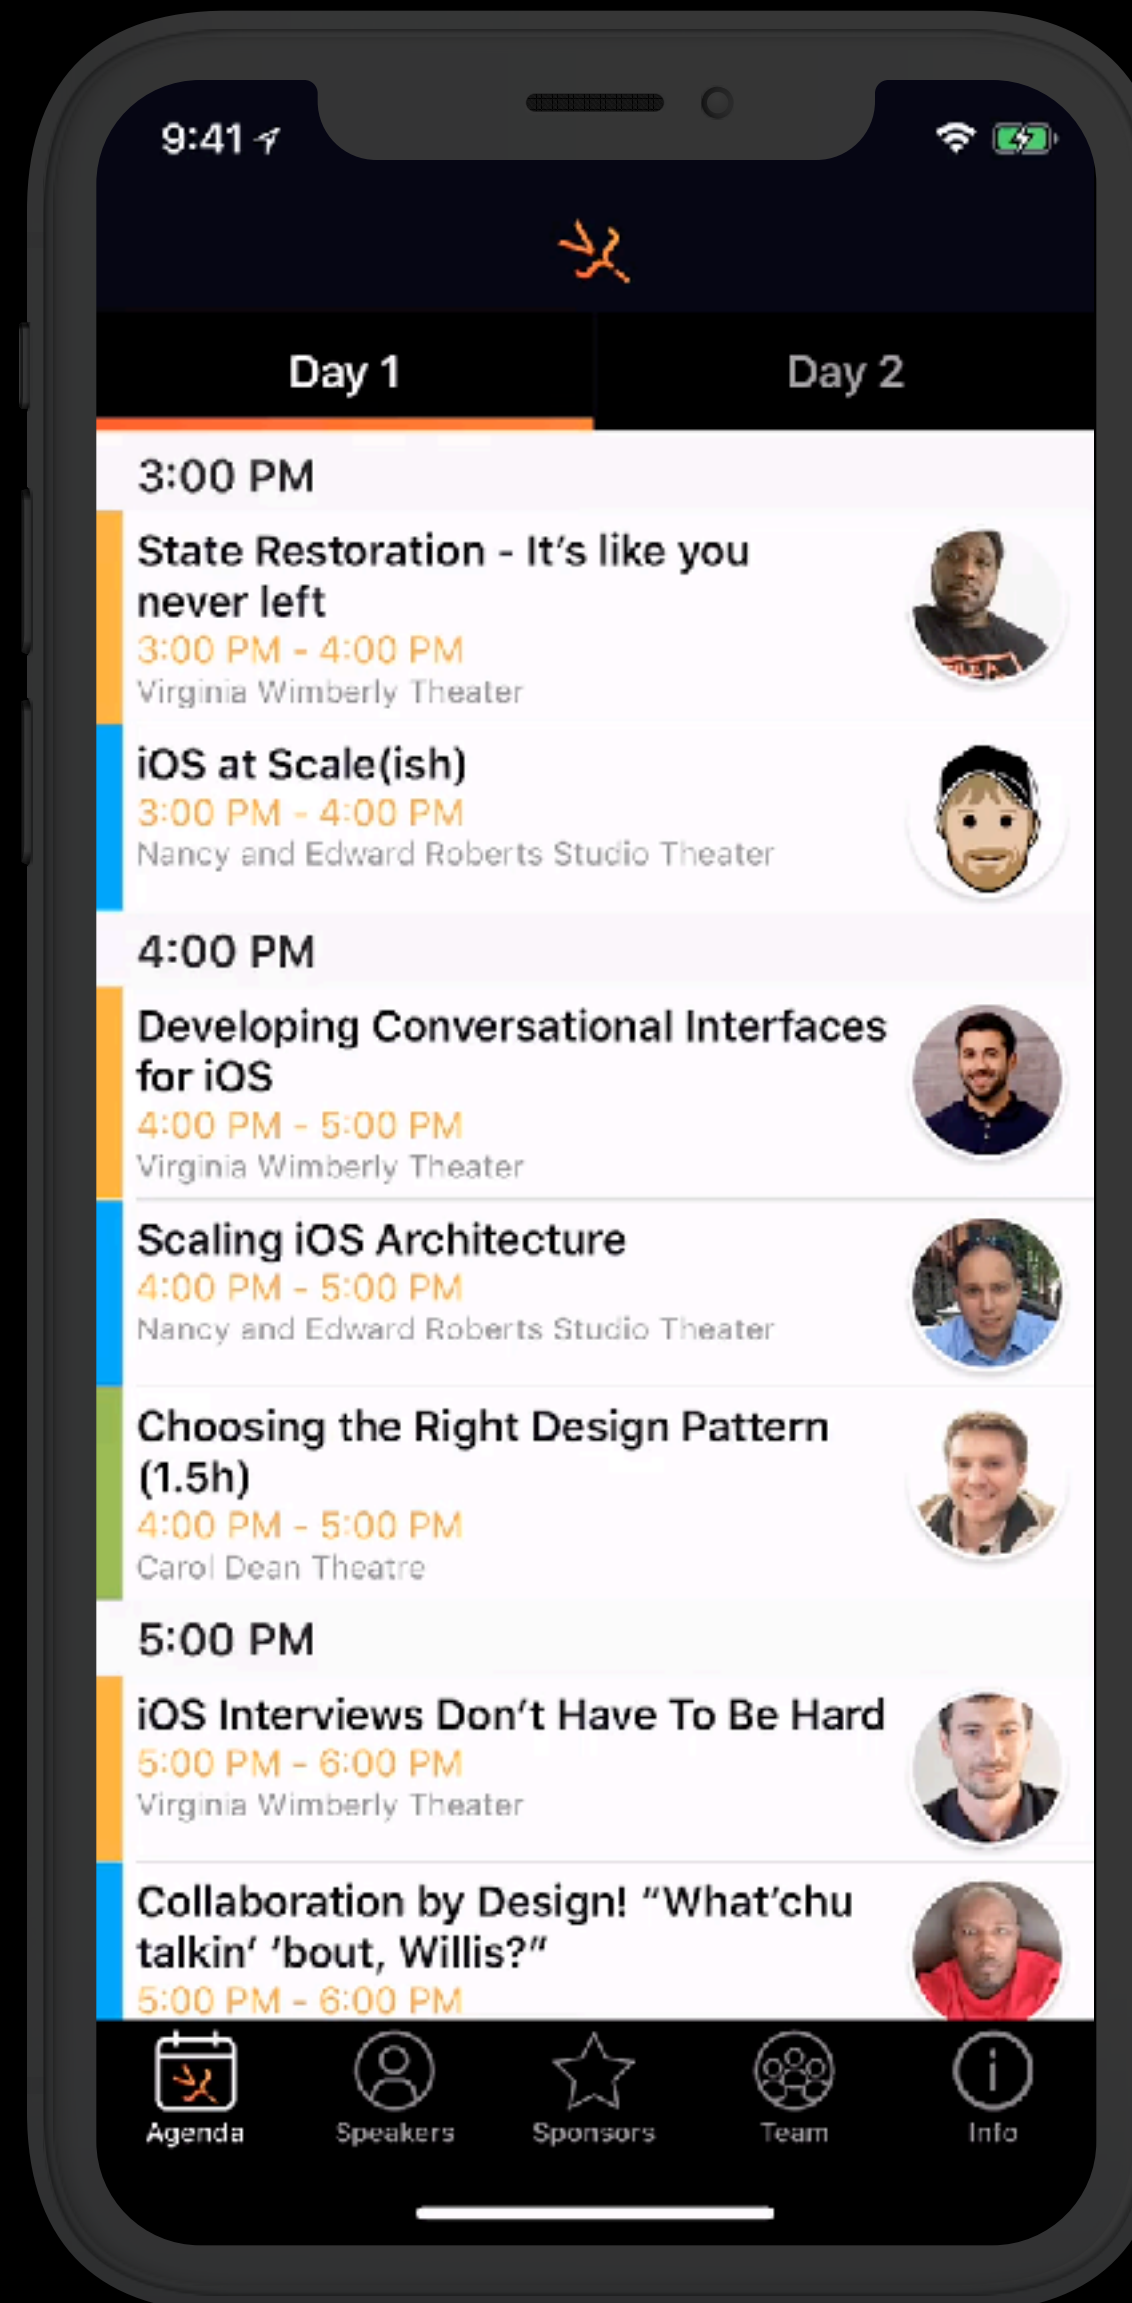 9:41
Day 1
Day 2
3:00 PM
State Restoration - It’s like you
never left
3:00 PM - 4:00 PM
Virginia Wimberly Theater
iOS at Scale(ish)
3:00 PM - 4:00 PM
Nancy and Edward Roberts Studio Theater
4:00 PM
Developing Conversational Interfaces
for iOS
4:00 PM - 5:00 PM
Virginia Wimberly Theater
Scaling iOS Architecture
4:00 PM - 5:00 PM
Nancy and Edward Roberts Studio Theater
Choosing the Right Design Pattern
(1.5h)
4:00 PM - 5:00 PM
Carol Dean Theatre
5:00 PM
iOS Interviews Don’t Have To Be Hard
5:00 PM - 6:00 PM
Virginia Wimberly Theater
Collaboration by Design! “What’chu
talkin’ ’bout, Willis?”
5:00 PM - 6:00 PM
Agenda
Speakers
Sponsors
Team
Info